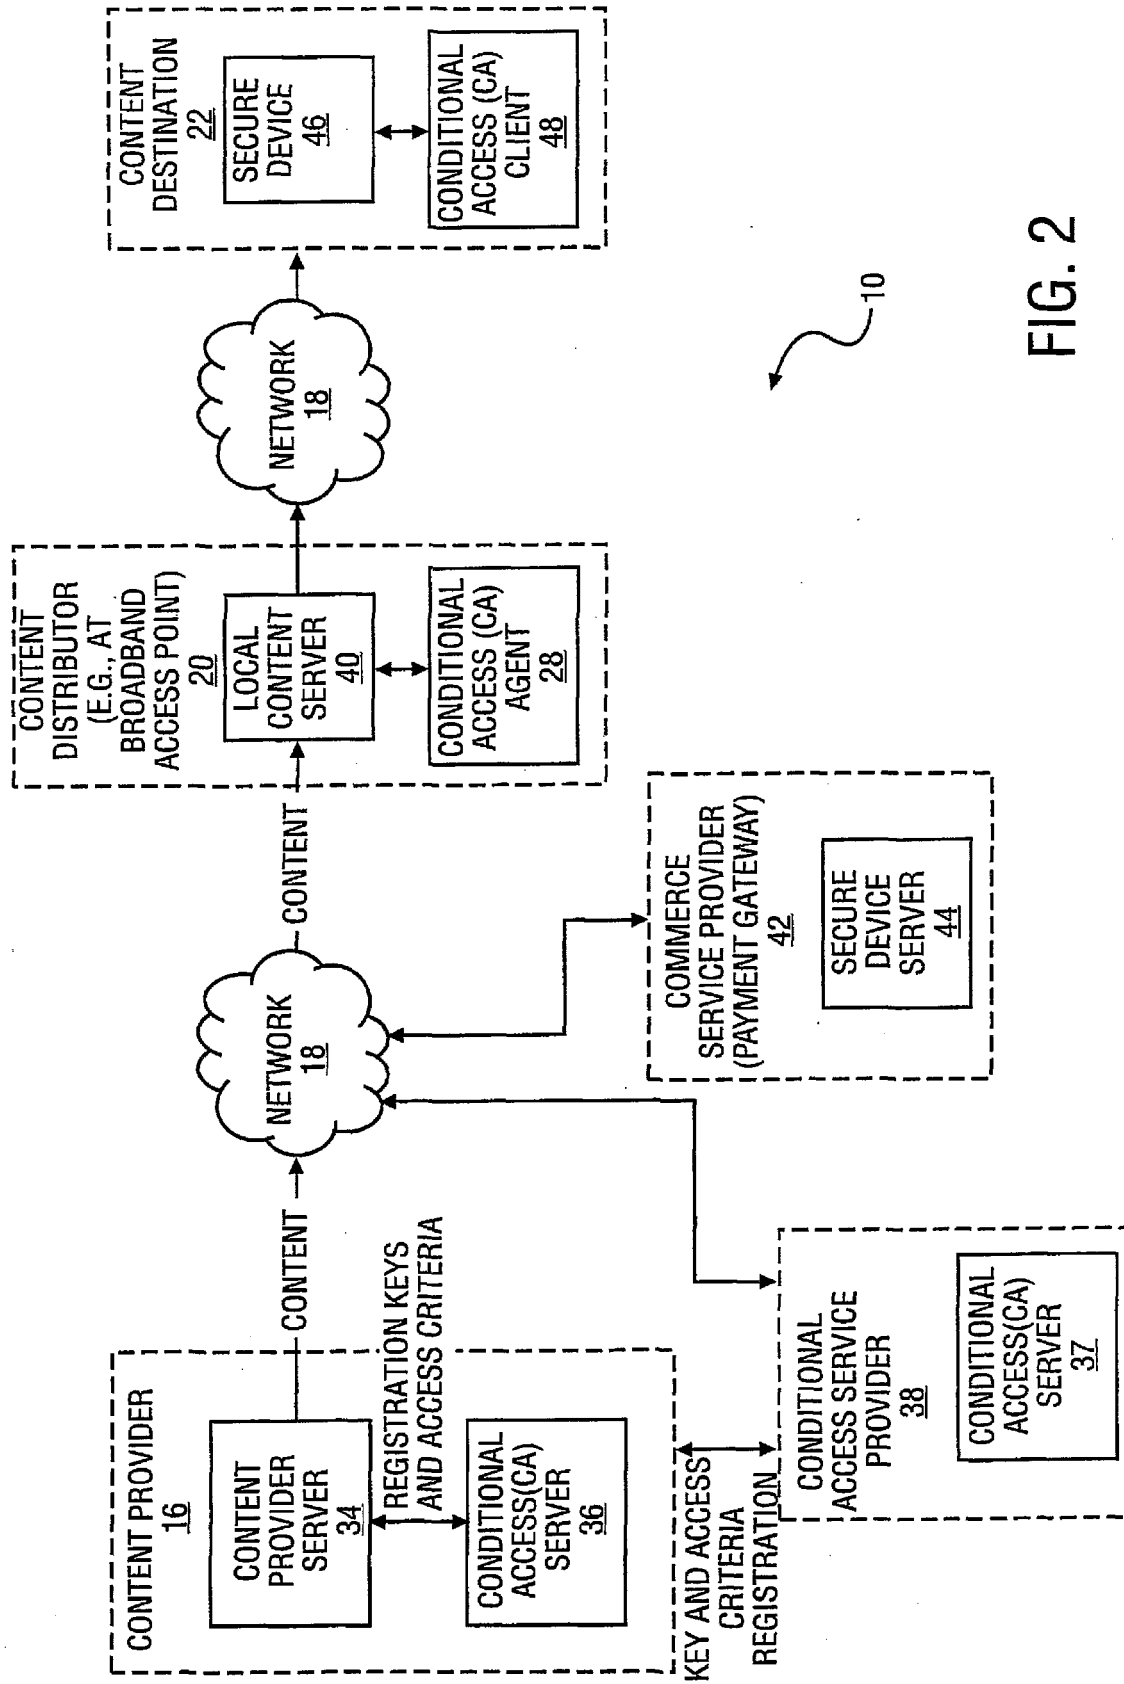 CONTENT PROVIDER
16
CONTENT
PROVIDER
SERVER
34
REGISTRATION KEYS
AND ACCESS CRITERIA
CONDITIONAL
ACCESS(CA)
SERVER
36
KEY AND ACCESS
CRITERIA
REGISTRATION
CONDITIONAL
ACCESS SERVICE
PROVIDER
38
CONDITIONAL
ACCESS(CA)
SERVER
37
CONTENT
NETWORK
18
COMMERCE
SERVICE PROVIDER
(PAYMENT GATEWAY)
42
SECURE
DEVICE
SERVER
44
CONTENT
CONTENT
DISTRIBUTOR
(E.G., AT
BROADBAND
ACCESS POINT)
20
LOCAL
CONTENT
SERVER
40
CONDITIONAL
ACCESS (CA)
AGENT
28
NETWORK
18
CONTENT
DESTINATION
22
SECURE
DEVICE
46
CONDITIONAL
ACCESS (CA)
CLIENT
48
10
FIG. 2